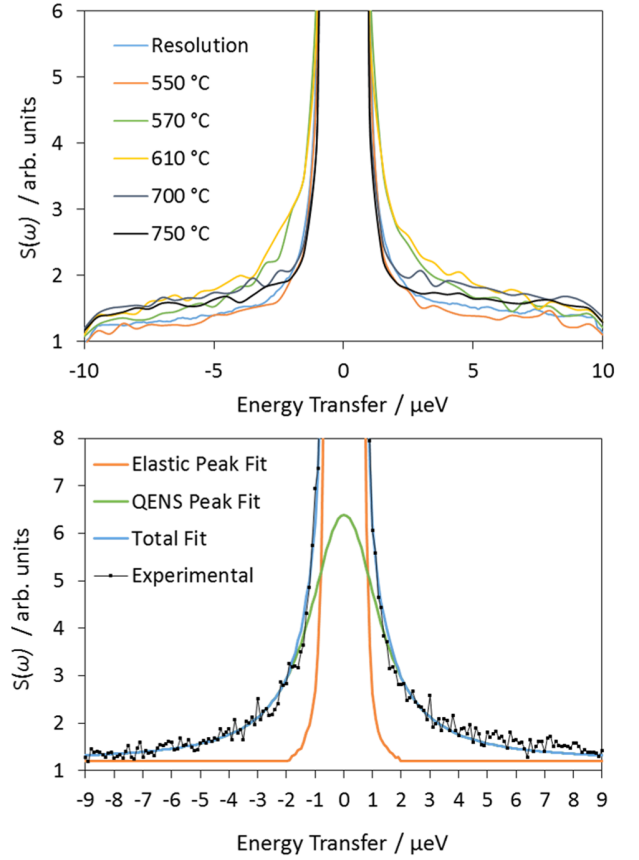 6
5
4
3
2
1
S(ω) / arb. units
Resolution
550 °C
570 °C
610 °C
700 °C
750 °C
-10 -5 0 5 10
Energy Transfer / μeV
8
7
6
5
4
3
2
1
S(ω) / arb. units
Elastic Peak Fit
QENS Peak Fit
Total Fit
Experimental
-9 -8 -7 -6 -5 -4 -3 -2 -1 0 1 2 3 4 5 6 7 8 9
Energy Transfer / μeV